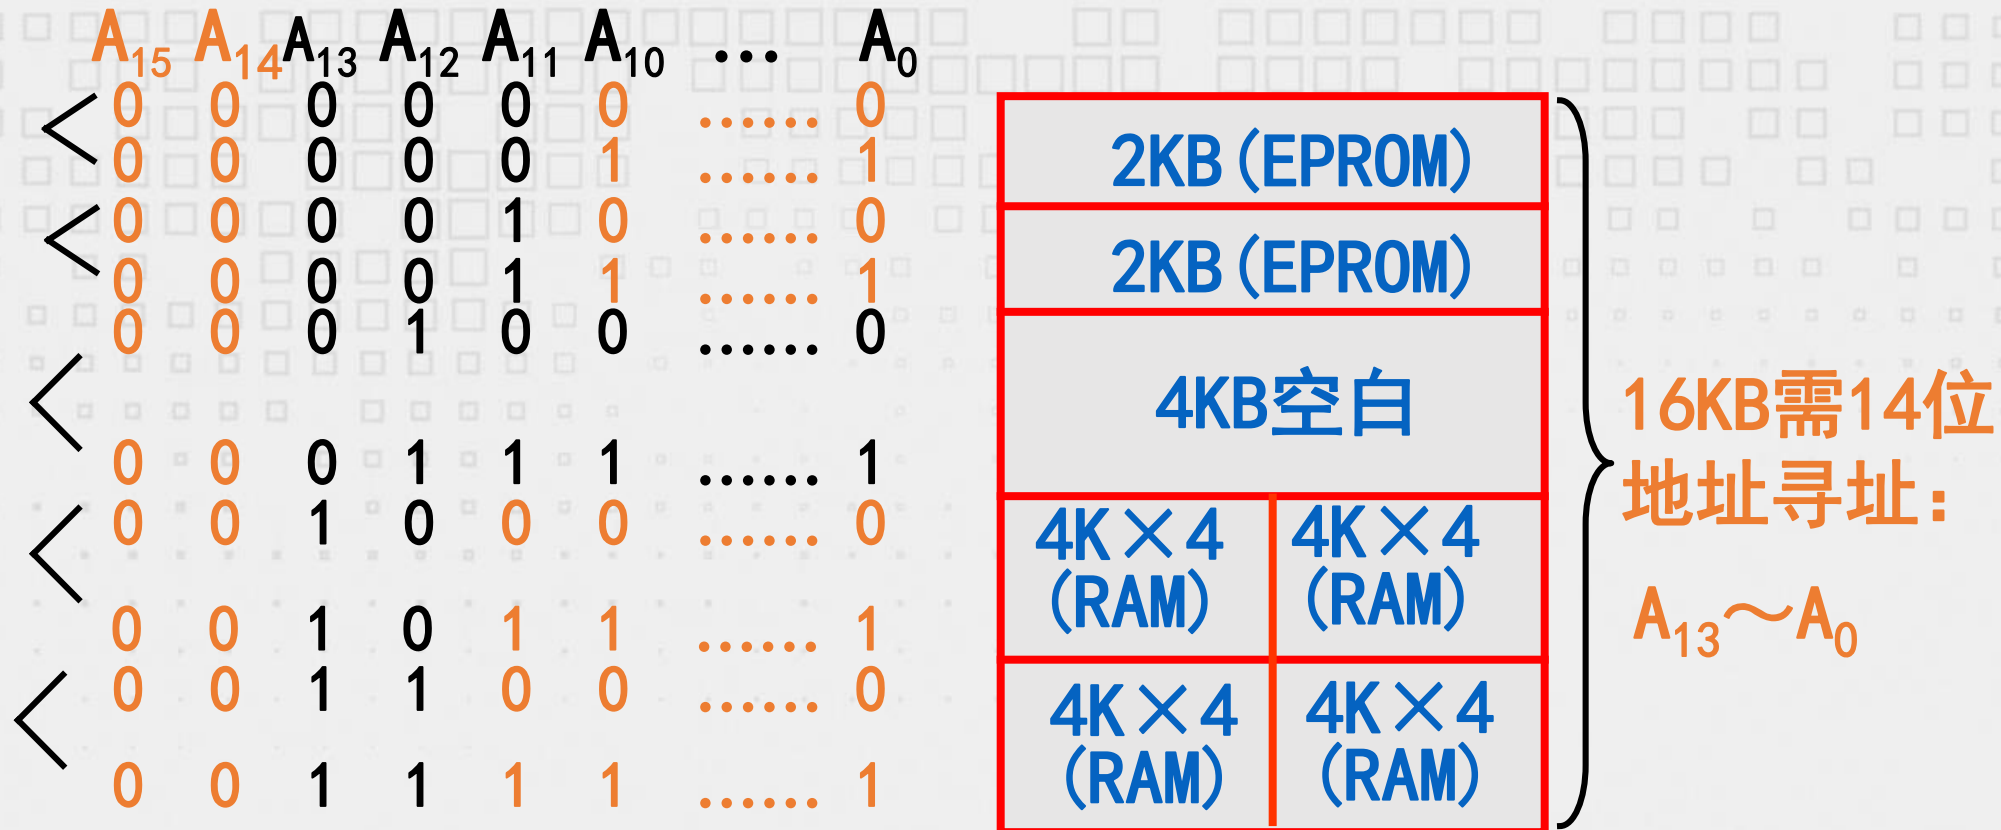 A15 A14 A13 A12 A11 A10 … A0
0 0 0 0 0 0 …… 0
0 0 0 0 0 1 …… 1
0 0 0 0 1 0 …… 0
0 0 0 0 1 1 …… 1
0 0 0 1 0 0 …… 0
0 0 0 1 1 1 …… 1
0 0 1 0 0 0 …… 0
0 0 1 0 1 1 …… 1
0 0 1 1 0 0 …… 0
0 0 1 1 1 1 …… 1
2KB(EPROM)
2KB(EPROM)
4KB空白
4K×4 4K×4
(RAM) (RAM)
4K×4 4K×4
(RAM) (RAM)
16KB需14位
地址寻址：
A13～A0